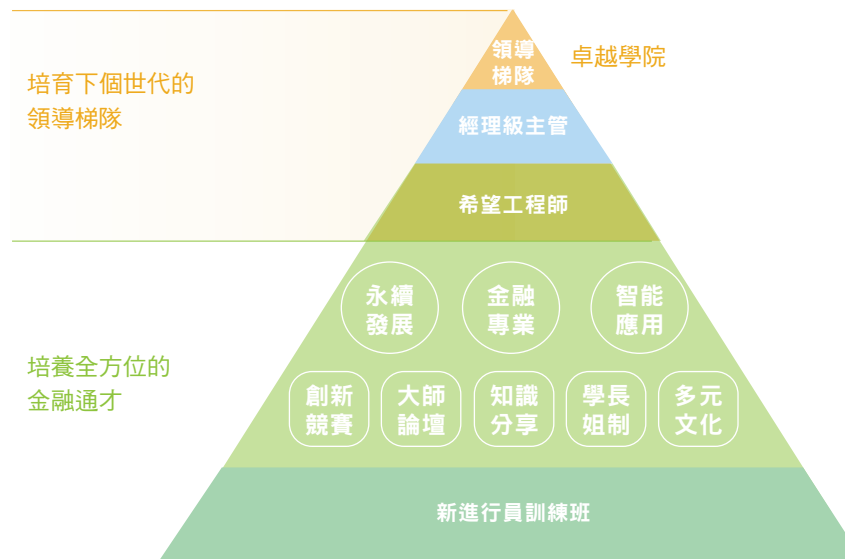 領導
梯隊
卓越學院
培育下個世代的
領導梯隊
經理級主管
希望工程師
永續
發展
金融
專業
智能
應用
培養全方位的
金融通才
創新
競賽
大師
論壇
知識
分享
學長
姐制
多元
文化
新進行員訓練班